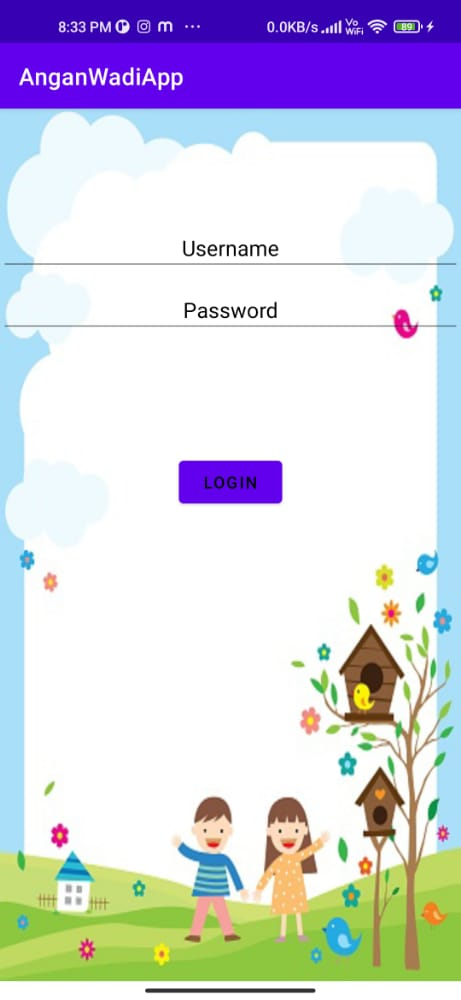 8:33 PM ··· 0.0KB/s Vo WiFi 89
AnganWadiApp
Username
Password
LOGIN